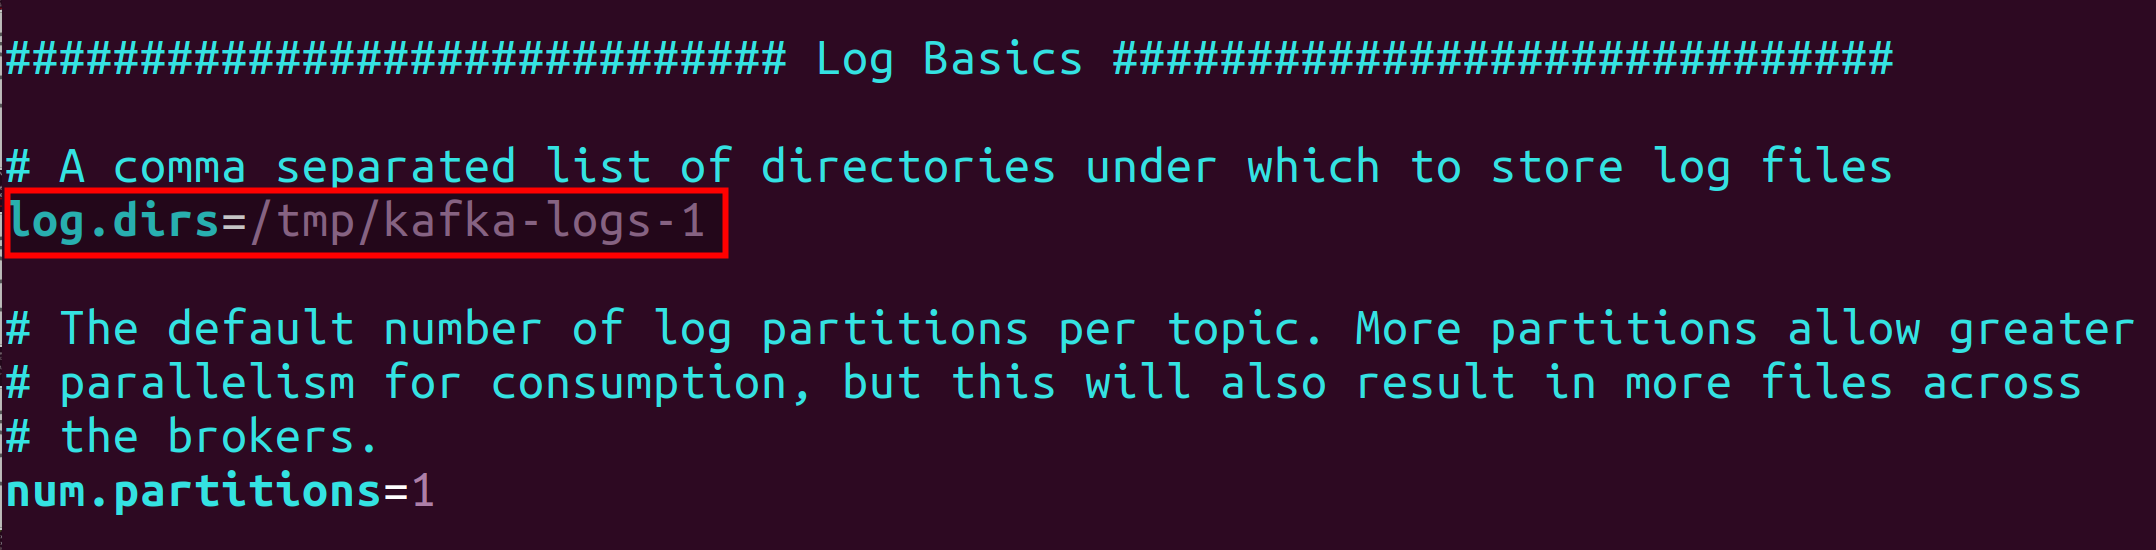 ############################# Log Basics #############################
# A comma separated list of directories under which to store log files
log.dirs=/tmp/kafka-logs-1
# The default number of log partitions per topic. More partitions allow greater
# parallelism for consumption, but this will also result in more files across
# the brokers.
num.partitions=1